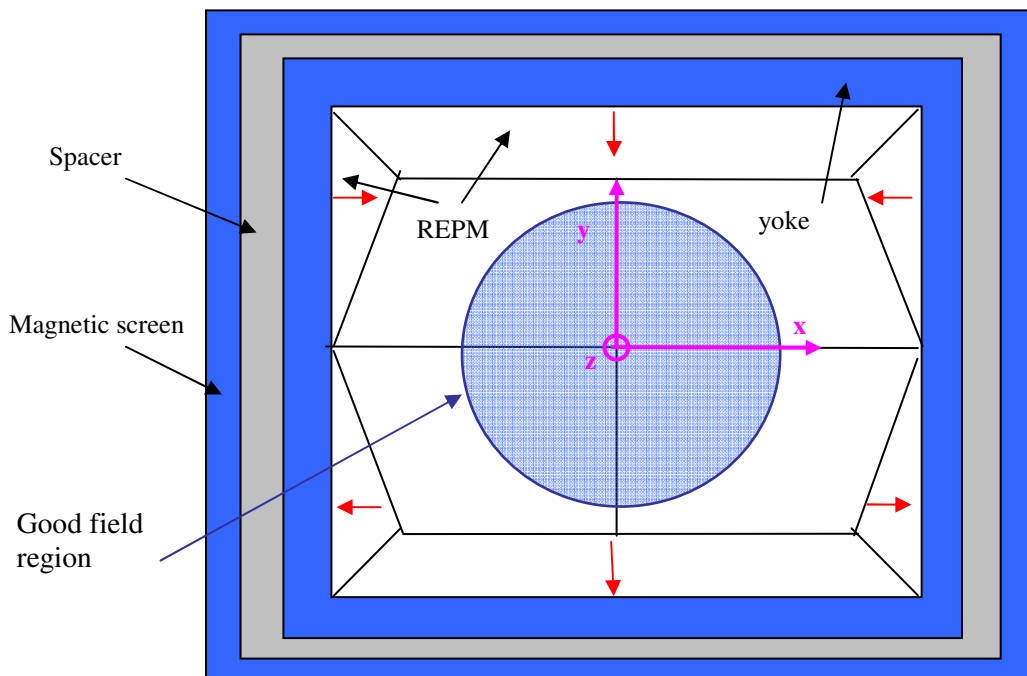 Spacer
REPM
y
yoke
Magnetic screen
x
z
Good field
region